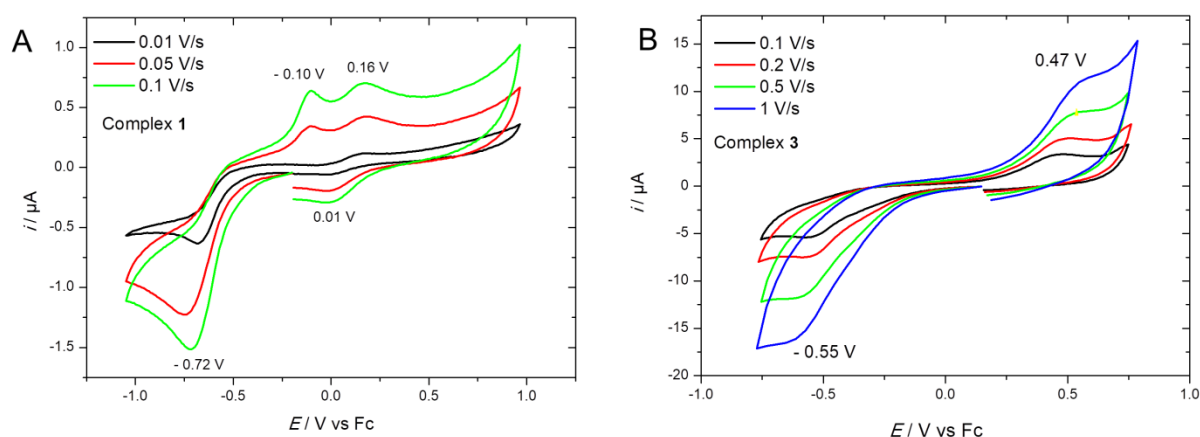 A
0.01 V/s
0.05 V/s
0.1 V/s
Complex 1
- 0.10 V
0.16 V
0.01 V
- 0.72 V
1.0
0.5
0.0
-0.5
-1.0
-1.5
i / µA
-1.0
-0.5
0.0
0.5
1.0
E / V vs Fc
B
0.1 V/s
0.2 V/s
0.5 V/s
1 V/s
Complex 3
0.47 V
- 0.55 V
15
10
5
0
-5
-10
-15
-20
i / µA
-1.0
-0.5
0.0
0.5
1.0
E / V vs Fc